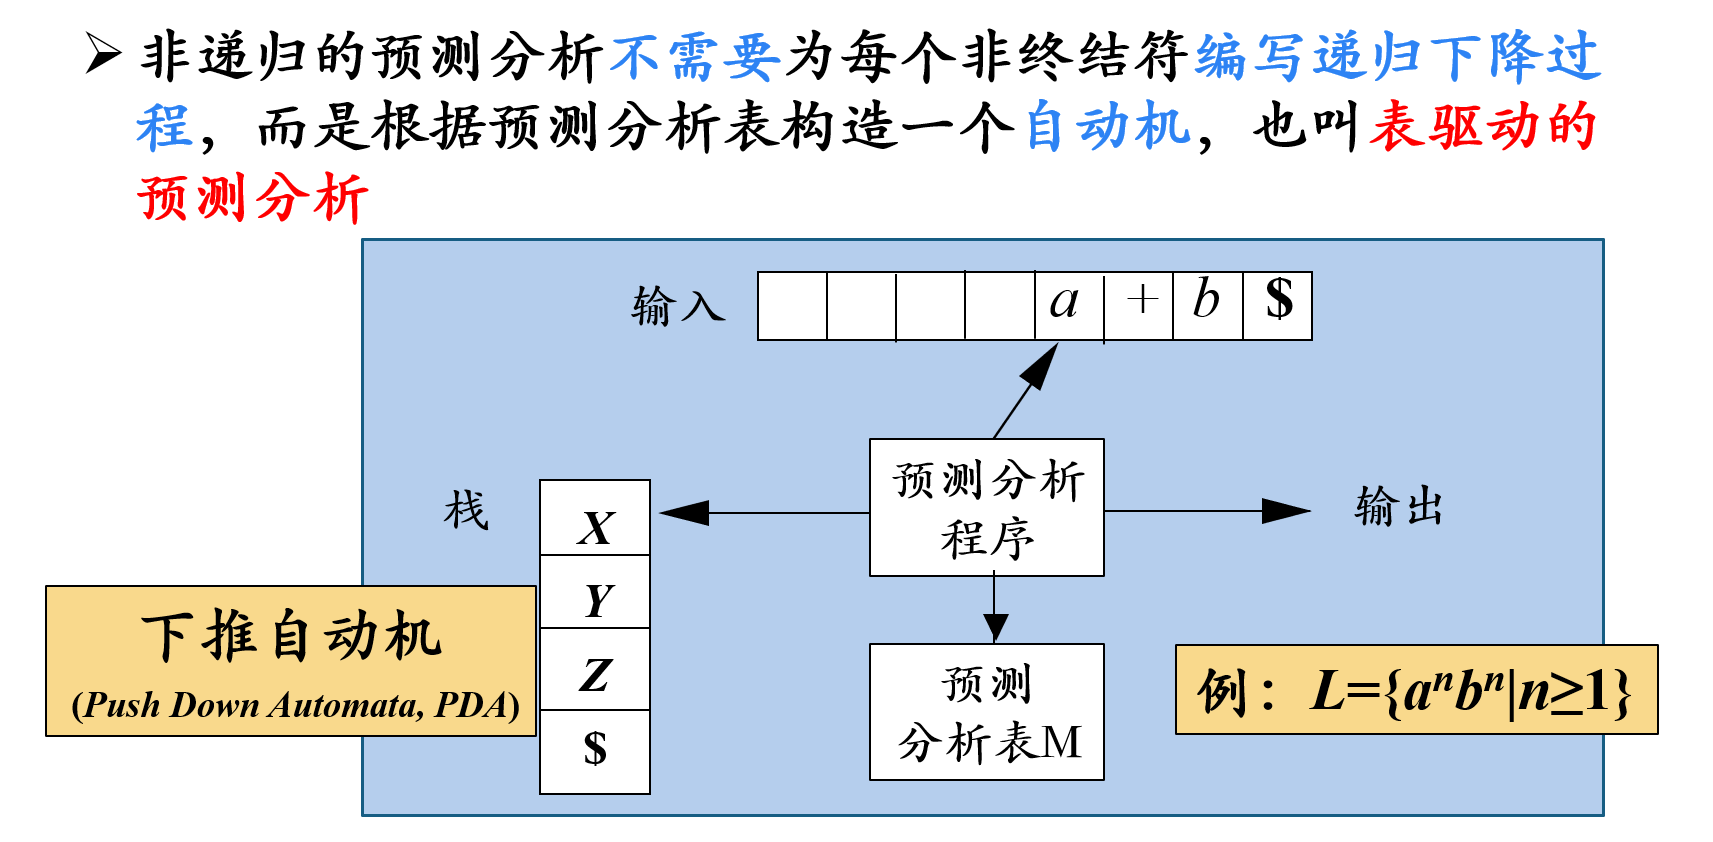 ➢ 非递归的预测分析不需要为每个非终结符编写递归下降过
程，而是根据预测分析表构造一个自动机，也叫表驱动的
预测分析
输入 a + b $
预测分析
程序
栈
输出
X
Y
Z
$
下推自动机
(Push Down Automata, PDA)
预测
分析表M
例：L={aⁿbⁿ|n≥1}